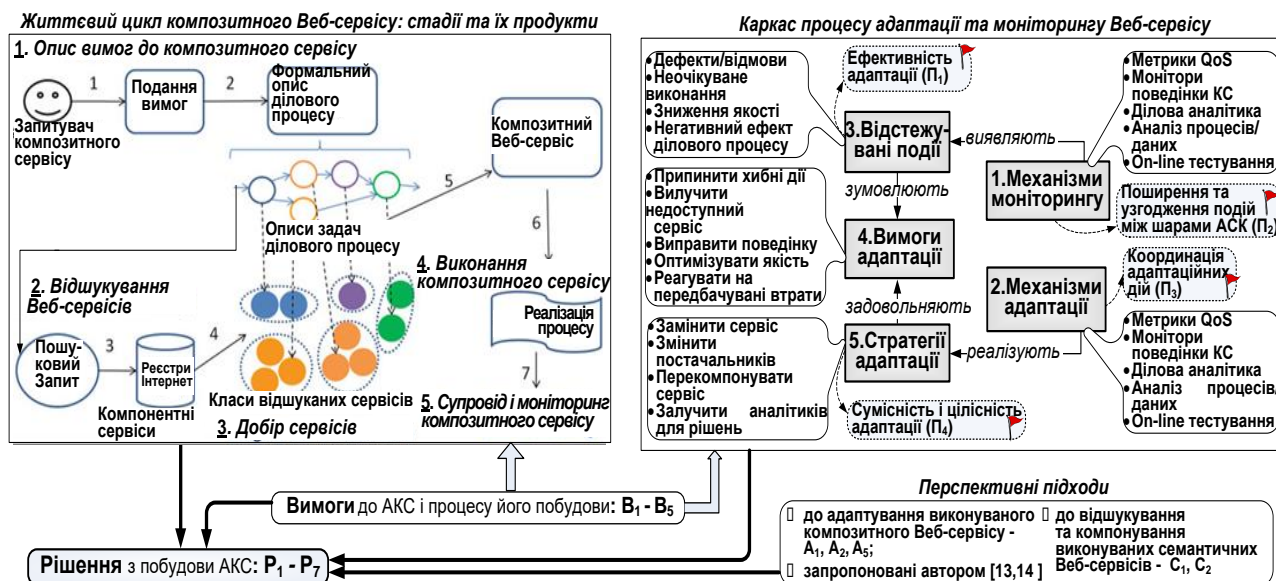 Життєвий цикл композитного Веб-сервісу: стадії та їх продукти
1. Опис вимог до композитного сервісу
1
2
Подання
вимог
Формальний
опис
ділового
процесу
Запитувач
композитного
сервісу
Композитний
Веб-сервіс
5
6
Описи задач
ділового процесу
4. Виконання
композитного сервісу
2. Відшукування
Веб-сервісів
Реалізація
процесу
3
4
7
Пошу-
ковий
Запит
Реєстри
Інтернет
Компонентні
сервіси
Класи відшуканих сервісів
3. Добір сервісів
5. Супровід і моніторинг
композитного сервісу
Каркас процесу адаптації та моніторингу Веб-сервісу
•Дефекти/відмови
•Неочікуване
виконання
•Зниження якості
•Негативний ефект
ділового процесу
Ефективність
адаптації (П₁)
•Метрики QoS
•Монітори
поведінки КС
•Ділова аналітика
•Аналіз процесів/
даних
•On-line тестування
3.Відстежу-
вані події
виявляють
1.Механізми
моніторингу
зумовлюють
•Припинити хибні дії
•Вилучити
недоступний
сервіс
•Виправити поведінку
•Оптимізувати якість
•Реагувати на
передбачувані втрати
Поширення та
узгодження подій
між шарами АСК (П₂)
4.Вимоги
адаптації
Координація
адаптаційних
дій (П₃)
2.Механізми
адаптації
задовольняють
•Замінити сервіс
•Змінити
постачальників
•Перекомпонувати
сервіс
•Залучити аналітиків
для рішень
5.Стратегії
адаптації
реалізують
•Метрики QoS
•Монітори
поведінки КС
•Ділова аналітика
•Аналіз процесів/
даних
•On-line тестування
Сумісність і цілісність
адаптації (П₄)
Вимоги до АКС і процесу його побудови: В₁ - В₅
Рішення з побудови АКС: Р₁ - Р₇
Перспективні підходи
▯ до адаптування виконуваного
композитного Веб-сервісу -
А₁, А₂, А₅;
▯ запропоновані автором [13,14 ]
▯ до відшукування
та компонування
виконуваних семантичних
Веб-сервісів - С₁, С₂